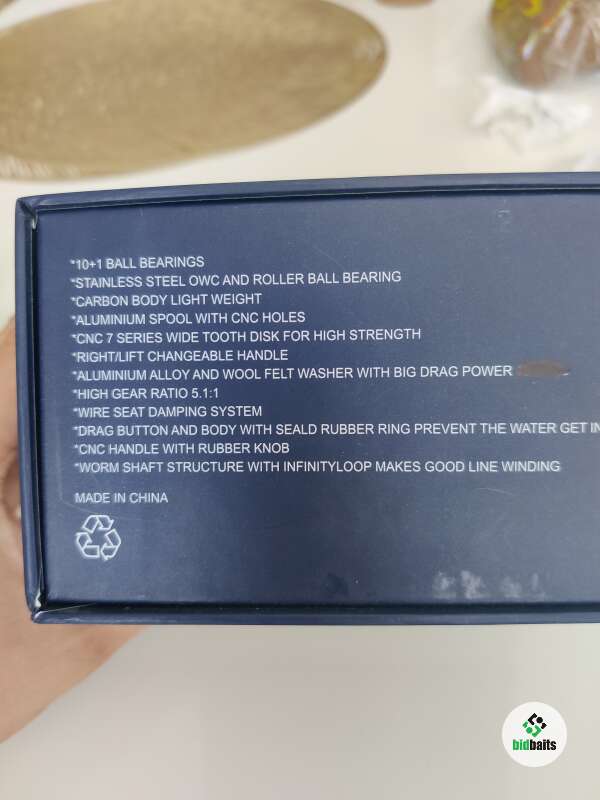 *10+1 BALL BEARINGS
*STAINLESS STEEL OWC AND ROLLER BALL BEARING
*CARBON BODY LIGHT WEIGHT
*ALUMINIUM SPOOL WITH CNC HOLES
*CNC 7 SERIES WIDE TOOTH DISK FOR HIGH STRENGTH
*RIGHT/LIFT CHANGEABLE HANDLE
*ALUMINIUM ALLOY AND WOOL FELT WASHER WITH BIG DRAG POWER
*HIGH GEAR RATIO 5.1:1
*WIRE SEAT DAMPING SYSTEM
*DRAG BUTTON AND BODY WITH SEALD RUBBER RING PREVENT THE WATER GET IN
*CNC HANDLE WITH RUBBER KNOB
*WORM SHAFT STRUCTURE WITH INFINITYLOOP MAKES GOOD LINE WINDING
MADE IN CHINA
bidbaits